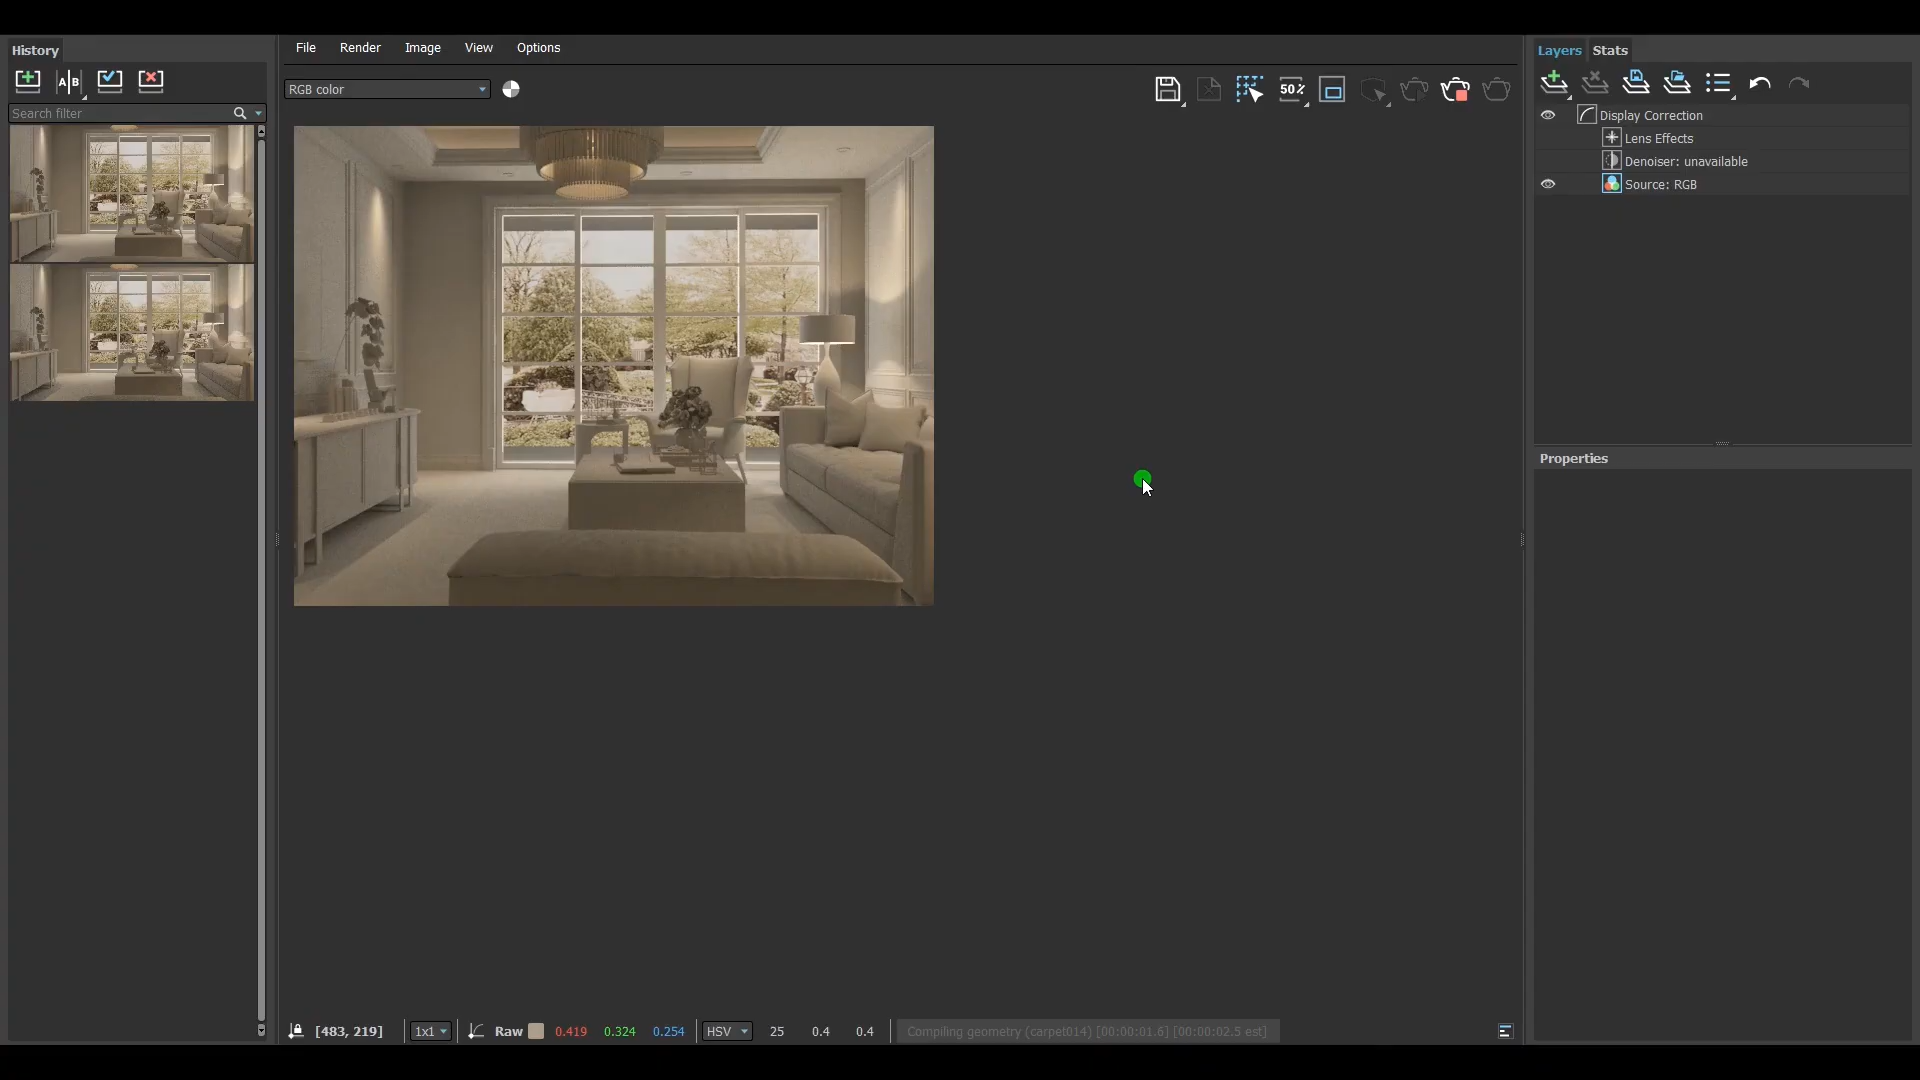 History
File Render Image View Options
Layers Stats
A|B
RGB color
50%
Search filter
Display Correction
Lens Effects
Denoiser: unavailable
Source: RGB
Properties
[483, 219] 1x1 Raw 0.419 0.324 0.254 HSV 25 0.4 0.4 Compiling geometry (carpet014) [00:00:01.6] [00:00:02.5 est]